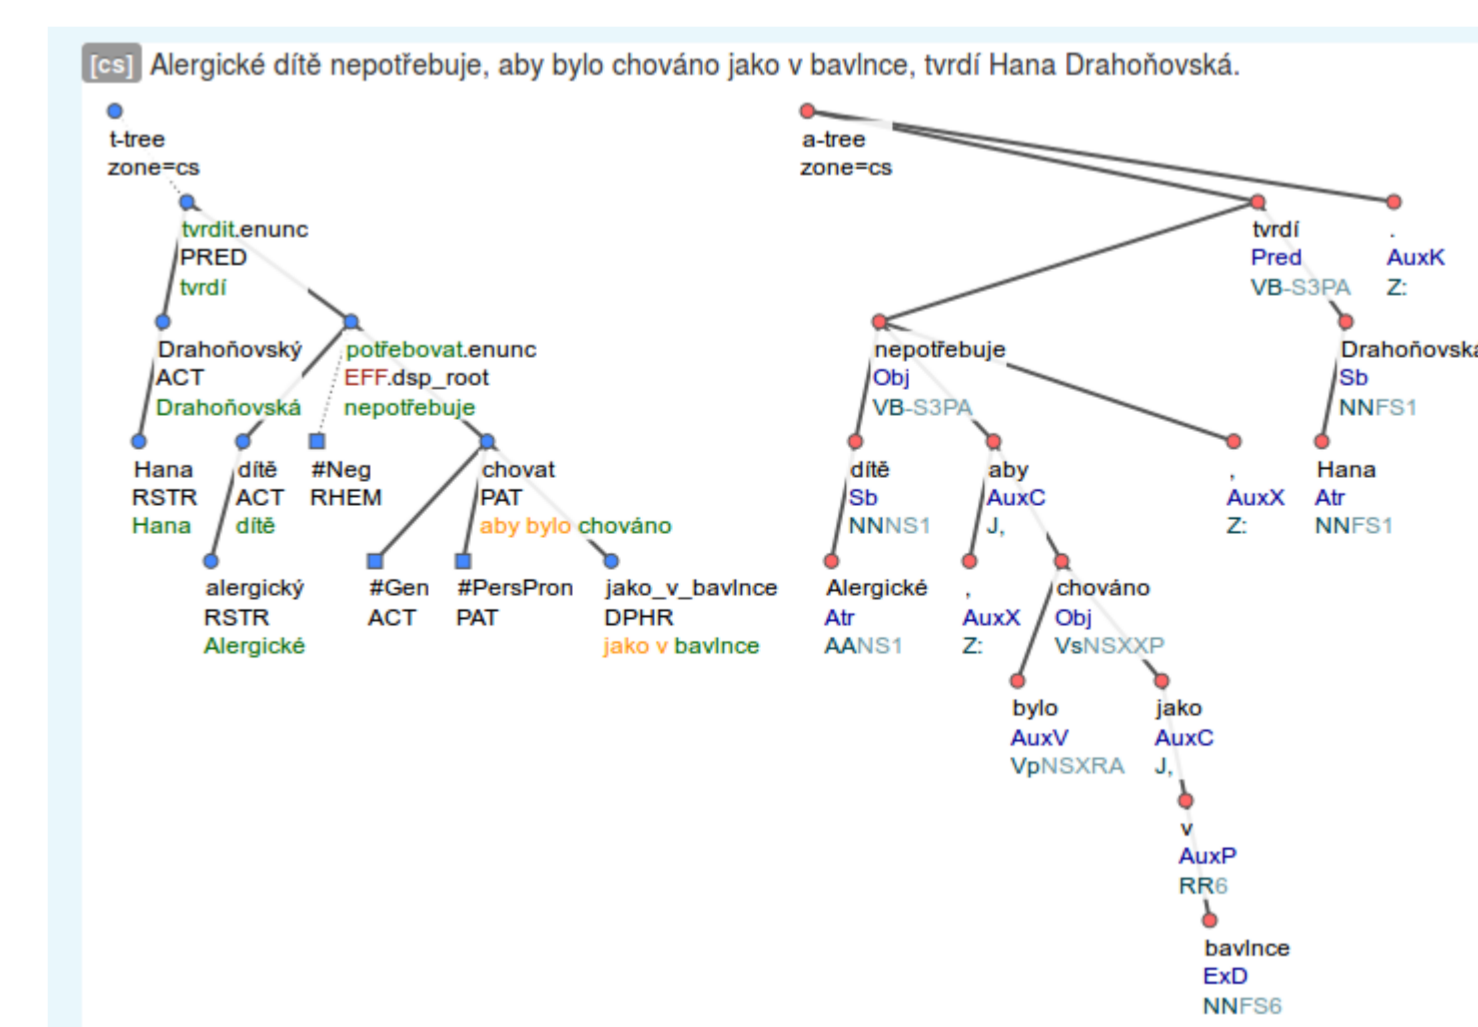 [cs] Alergické dítě nepotřebuje, aby bylo chováno jako v bavlnce, tvrdí Hana Drahoňovská.
t-tree
zone=cs
tvrdit.enunc
PRED
tvrdí
Drahoňovský
ACT
Drahoňovská
potřebovat.enunc
EFF.dsp_root
nepotřebuje
Hana
RSTR
Hana
dítě
ACT
dítě
#Neg
RHEM
chovat
PAT
aby bylo chováno
alergický
RSTR
Alergické
#Gen
ACT
#PersPron
PAT
jako_v_bavlnce
DPHR
jako v bavlnce
a-tree
zone=cs
tvrdí
Pred
VB-S3PA
.
AuxK
Z:
nepotřebuje
Obj
VB-S3PA
Drahoňovská
Sb
NNFS1
dítě
Sb
NNNS1
aby
AuxC
J,
,
AuxX
Z:
Hana
Atr
NNFS1
Alergické
Atr
AANS1
,
AuxX
Z:
chováno
Obj
VsNSXXP
bylo
AuxV
VpNSXRA
jako
AuxC
J,
v
AuxP
RR6
bavlnce
ExD
NNFS6